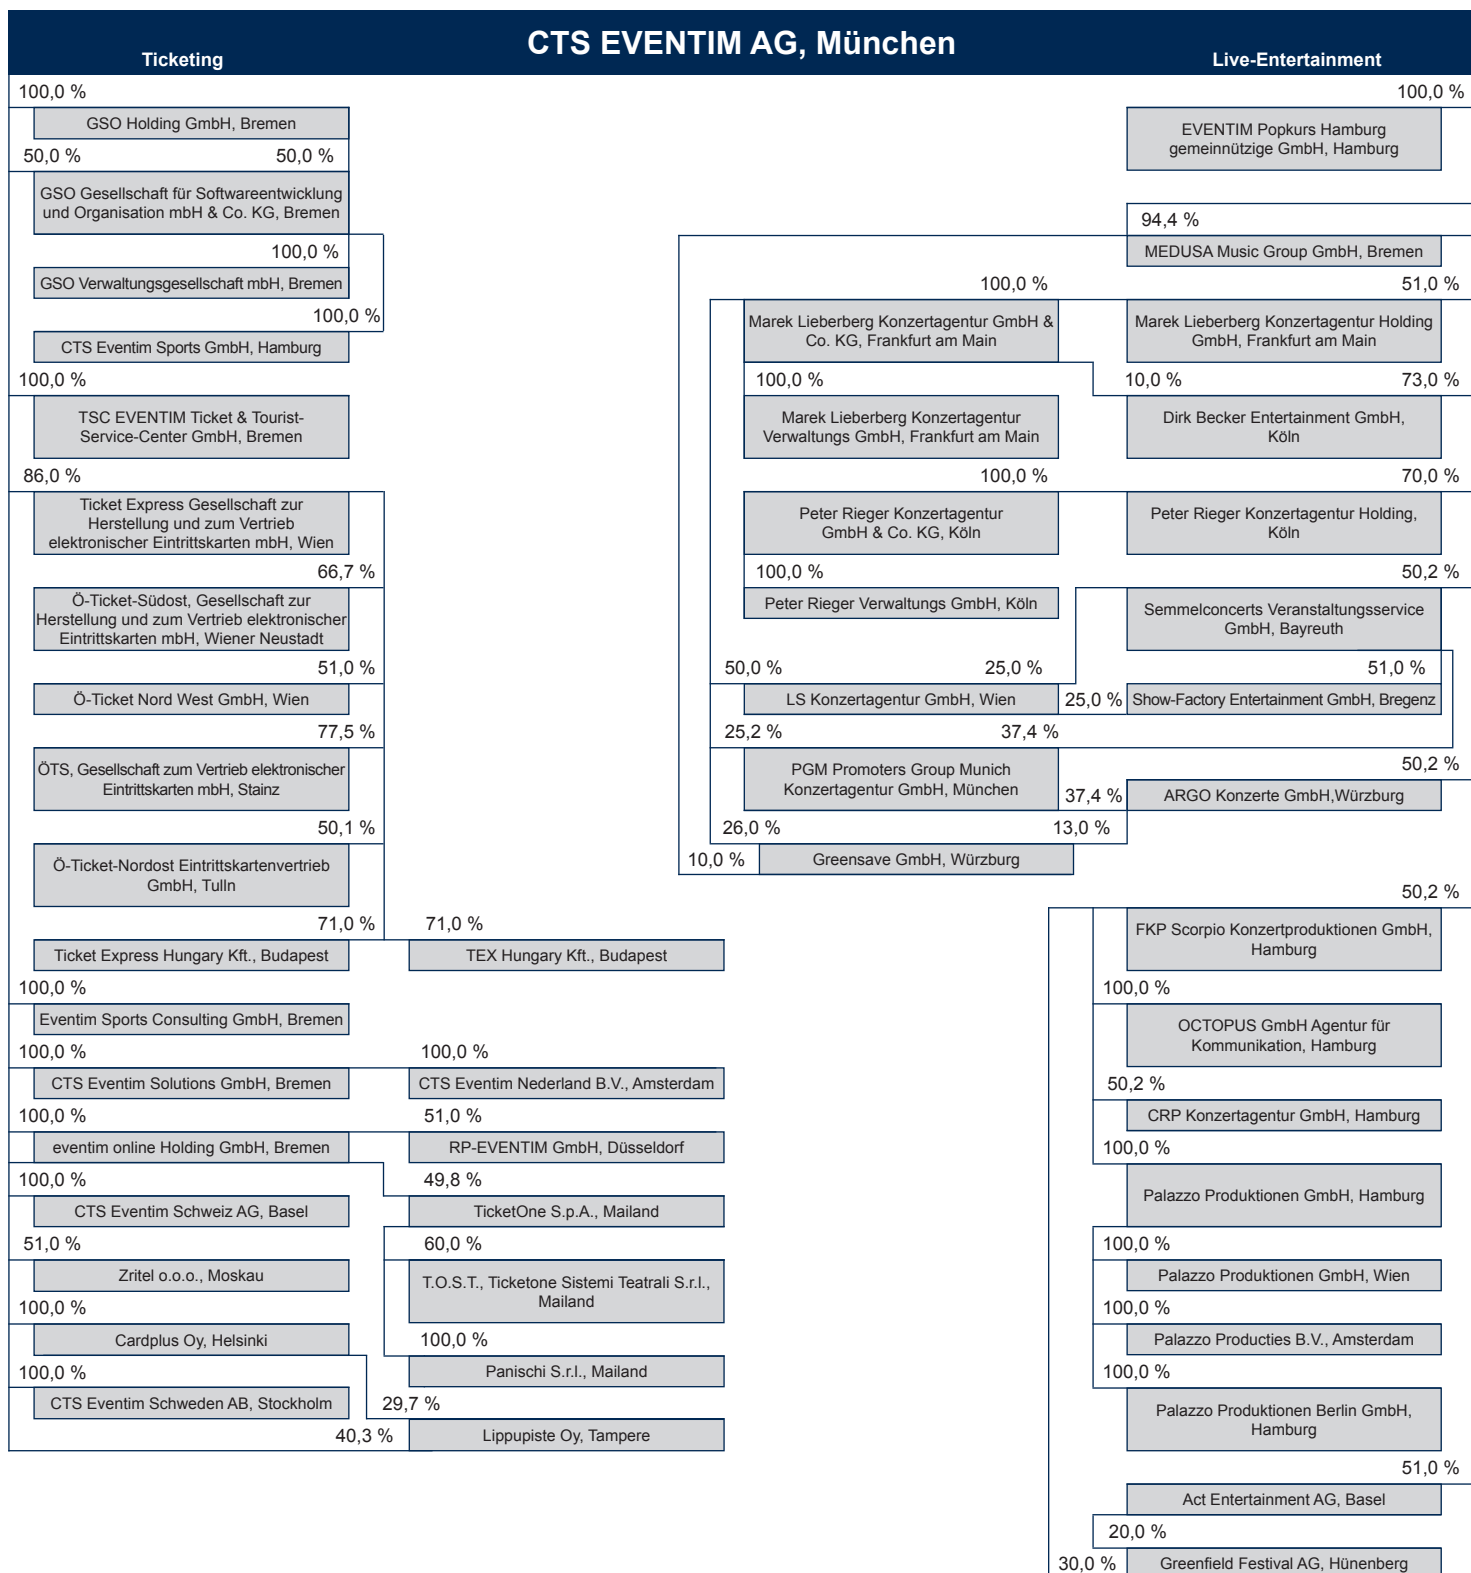 CTS EVENTIM AG, München
Ticketing
Live-Entertainment
100,0 %
GSO Holding GmbH, Bremen
50,0 %
50,0 %
GSO Gesellschaft für Softwareentwicklung
und Organisation mbH & Co. KG, Bremen
100,0 %
GSO Verwaltungsgesellschaft mbH, Bremen
100,0 %
CTS Eventim Sports GmbH, Hamburg
100,0 %
TSC EVENTIM Ticket & Tourist-
Service-Center GmbH, Bremen
86,0 %
Ticket Express Gesellschaft zur
Herstellung und zum Vertrieb
elektronischer Eintrittskarten mbH, Wien
66,7 %
Ö-Ticket-Südost, Gesellschaft zur
Herstellung und zum Vertrieb elektronischer
Eintrittskarten mbH, Wiener Neustadt
51,0 %
Ö-Ticket Nord West GmbH, Wien
77,5 %
ÖTS, Gesellschaft zum Vertrieb elektronischer
Eintrittskarten mbH, Stainz
50,1 %
Ö-Ticket-Nordost Eintrittskartenvertrieb
GmbH, Tulln
71,0 %
71,0 %
Ticket Express Hungary Kft., Budapest
TEX Hungary Kft., Budapest
100,0 %
Eventim Sports Consulting GmbH, Bremen
100,0 %
100,0 %
CTS Eventim Solutions GmbH, Bremen
CTS Eventim Nederland B.V., Amsterdam
100,0 %
51,0 %
eventim online Holding GmbH, Bremen
RP-EVENTIM GmbH, Düsseldorf
100,0 %
49,8 %
CTS Eventim Schweiz AG, Basel
TicketOne S.p.A., Mailand
51,0 %
60,0 %
Zritel o.o.o., Moskau
T.O.S.T., Ticketone Sistemi Teatrali S.r.l.,
Mailand
100,0 %
Cardplus Oy, Helsinki
100,0 %
Panischi S.r.l., Mailand
100,0 %
CTS Eventim Schweden AB, Stockholm
29,7 %
40,3 %
Lippupiste Oy, Tampere
100,0 %
EVENTIM Popkurs Hamburg
gemeinnützige GmbH, Hamburg
94,4 %
MEDUSA Music Group GmbH, Bremen
100,0 %
51,0 %
Marek Lieberberg Konzertagentur GmbH &
Co. KG, Frankfurt am Main
Marek Lieberberg Konzertagentur Holding
GmbH, Frankfurt am Main
100,0 %
10,0 %
73,0 %
Marek Lieberberg Konzertagentur
Verwaltungs GmbH, Frankfurt am Main
Dirk Becker Entertainment GmbH,
Köln
100,0 %
70,0 %
Peter Rieger Konzertagentur
GmbH & Co. KG, Köln
Peter Rieger Konzertagentur Holding,
Köln
100,0 %
50,2 %
Peter Rieger Verwaltungs GmbH, Köln
Semmelconcerts Veranstaltungsservice
GmbH, Bayreuth
50,0 %
25,0 %
51,0 %
LS Konzertagentur GmbH, Wien
25,0 %
Show-Factory Entertainment GmbH, Bregenz
25,2 %
37,4 %
50,2 %
PGM Promoters Group Munich
Konzertagentur GmbH, München
37,4 %
ARGO Konzerte GmbH,Würzburg
26,0 %
13,0 %
10,0 %
Greensave GmbH, Würzburg
50,2 %
FKP Scorpio Konzertproduktionen GmbH,
Hamburg
100,0 %
OCTOPUS GmbH Agentur für
Kommunikation, Hamburg
50,2 %
CRP Konzertagentur GmbH, Hamburg
100,0 %
Palazzo Produktionen GmbH, Hamburg
100,0 %
Palazzo Produktionen GmbH, Wien
100,0 %
Palazzo Producties B.V., Amsterdam
100,0 %
Palazzo Produktionen Berlin GmbH,
Hamburg
51,0 %
Act Entertainment AG, Basel
20,0 %
30,0 %
Greenfield Festival AG, Hünenberg